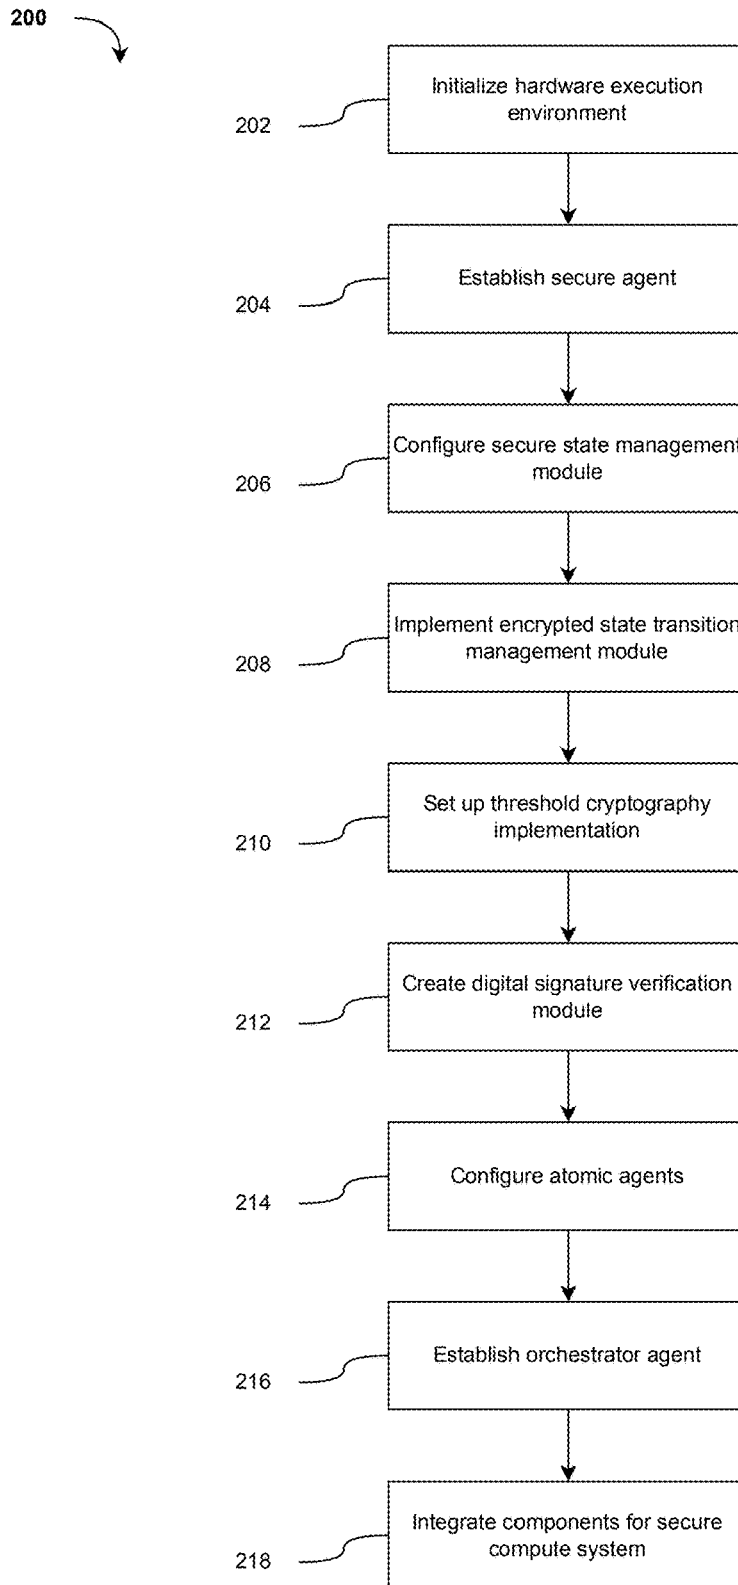 200
Initialize hardware execution
environment
202
Establish secure agent
204
Configure secure state management
module
206
Implement encrypted state transition
management module
208
Set up threshold cryptography
implementation
210
Create digital signature verification
module
212
Configure atomic agents
214
Establish orchestrator agent
216
Integrate components for secure
compute system
218